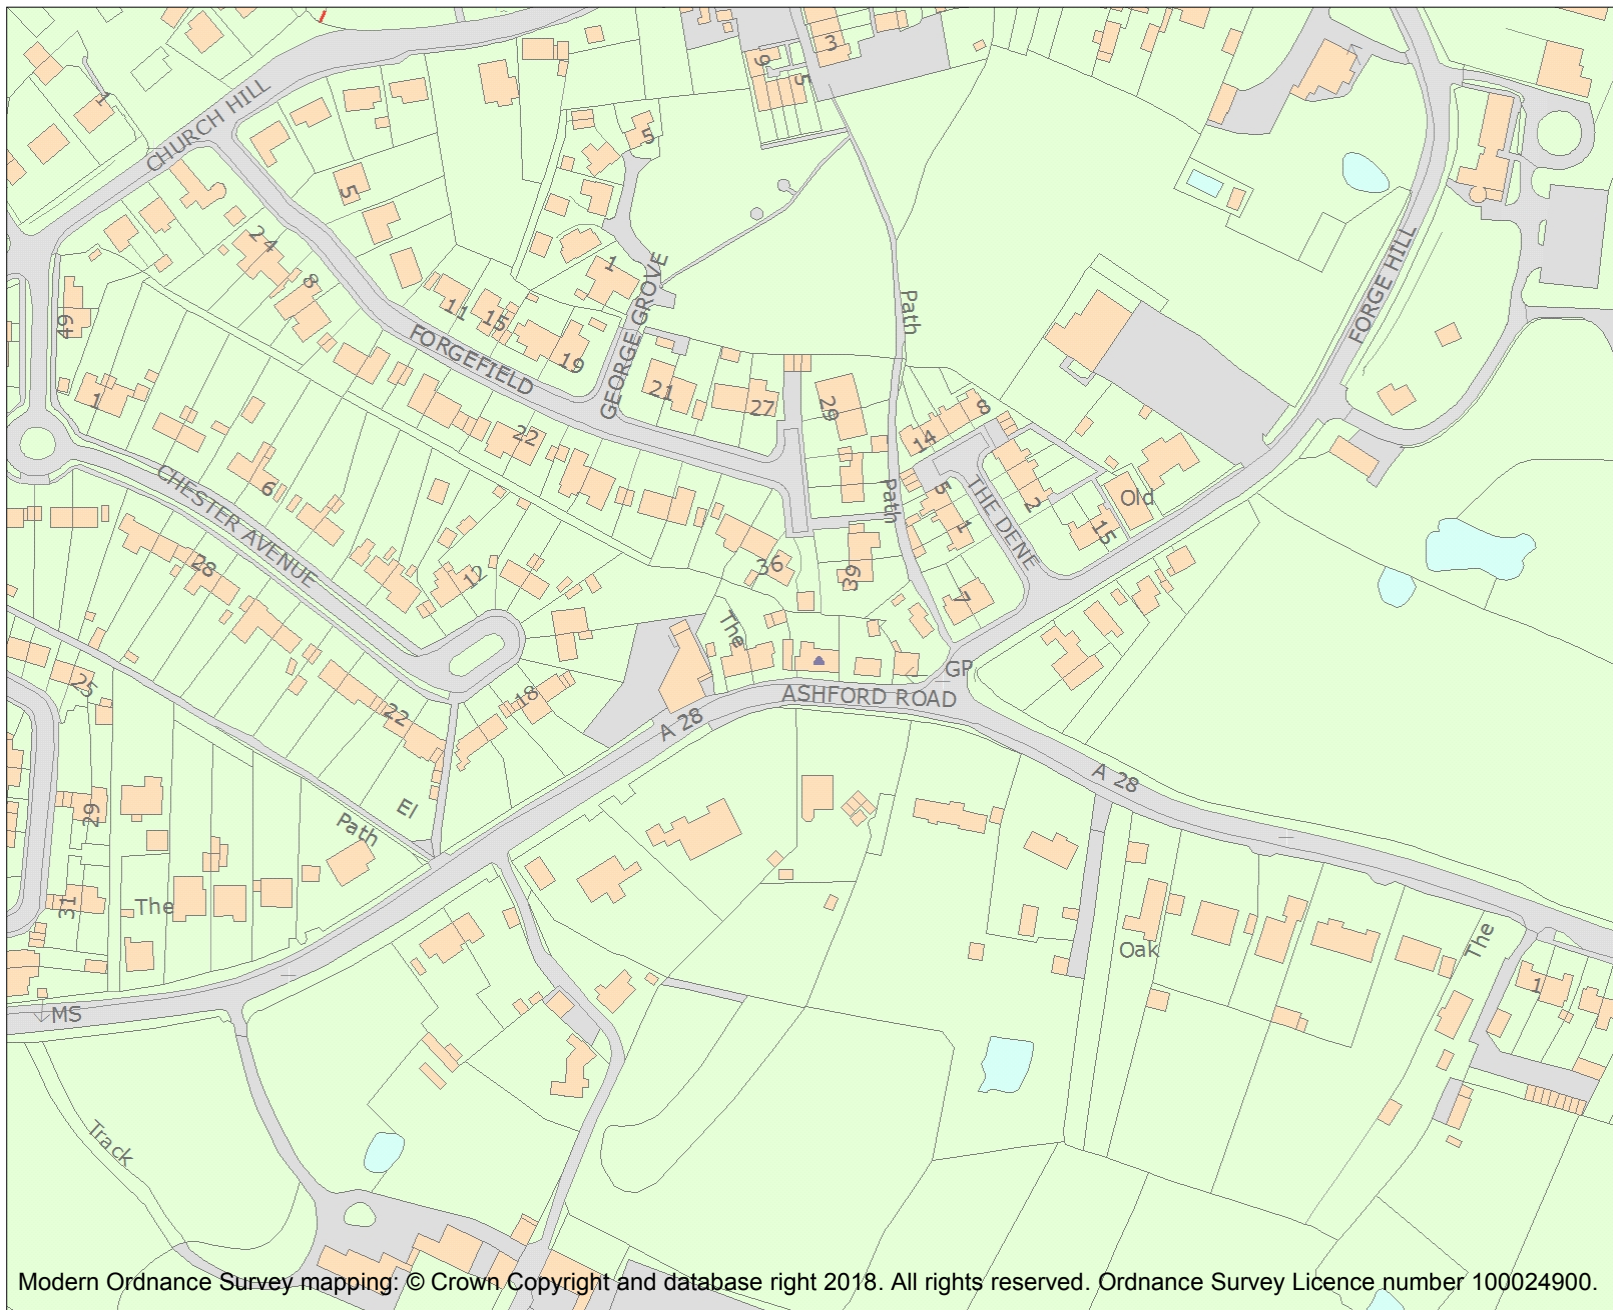 3
9
5
1
CHURCH HILL
5
5
24
8
1
11
15
19
49
FORGEFIELD
GEORGE GROVE
Path
FORGE HILL
1
21
27
29
8
14
22
6
CHESTER AVENUE
Path
5
1
THE DENE
2
Old
15
28
12
36
39
7
The
GP
25
18
22
ASHFORD ROAD
A 28
A 28
El
Path
29
31
The
Oak
The
1
MS
Track
Modern Ordnance Survey mapping: © Crown Copyright and database right 2018. All rights reserved. Ordnance Survey Licence number 100024900.